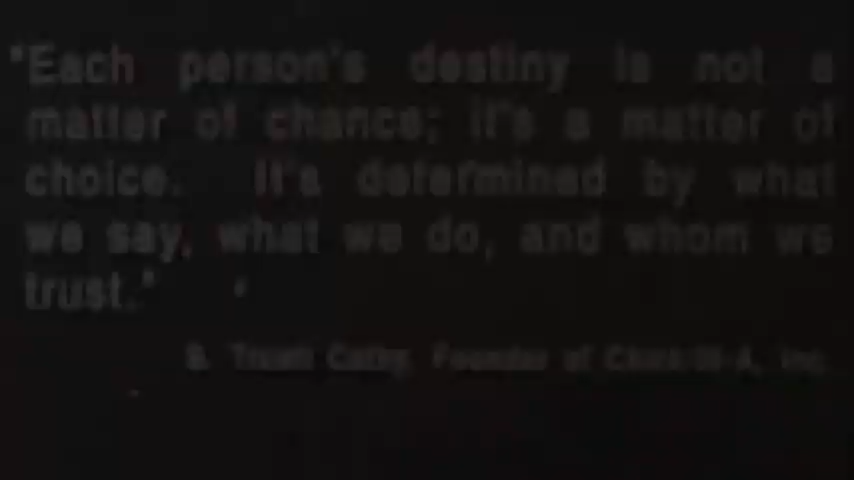 "Each person's destiny is not a
matter of chance; it's a matter of
choice. It's determined by what
we say, what we do, and whom we
trust."
S. Truett Cathy, Founder of Chick-fil-A, Inc.